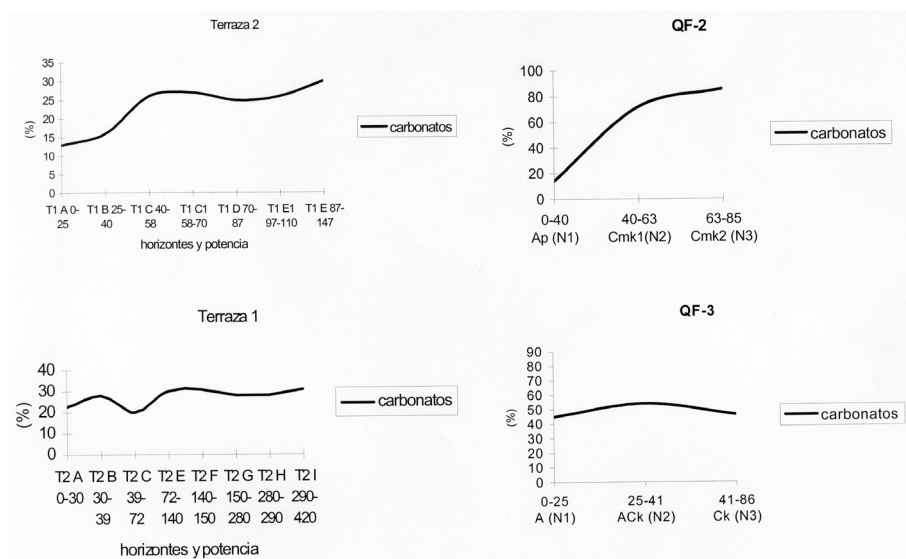 Terraza 2
35
30
25
20
15
10
5
0
(%)
T1 A 0- T1 B 25- T1 C 40- T1 C1 T1 D 70- T1 E1 T1 E 87-
25 40 58 58-70 87 97-110 147
horizontes y potencia
carbonatos
QF-2
100
80
60
40
20
0
(%)
0-40 40-63 63-85
Ap (N1) Cmk1(N2) Cmk2 (N3)
carbonatos
Terraza 1
40
30
20
10
0
(%)
T2 A T2 B T2 C T2 E T2 F T2 G T2 H T2 I
0-30 30- 39- 72- 140- 150- 280- 290-
39 72 140 150 280 290 420
horizontes y potencia
carbonatos
QF-3
90
80
70
60
50
40
30
20
10
0
(%)
0-25 25-41 41-86
A (N1) ACk (N2) Ck (N3)
carbonatos